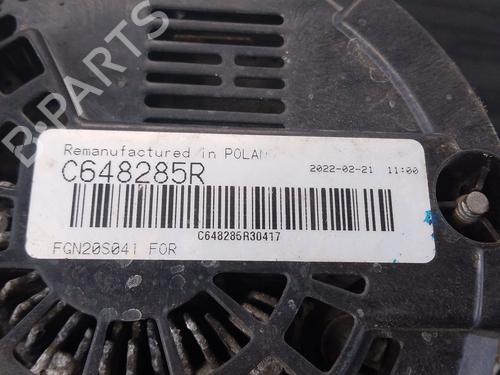 B-PARTS
Remanufactured in POLAN
C648285R
2022-02-21 11:00
C648285R30417
FGN20S041 FOR